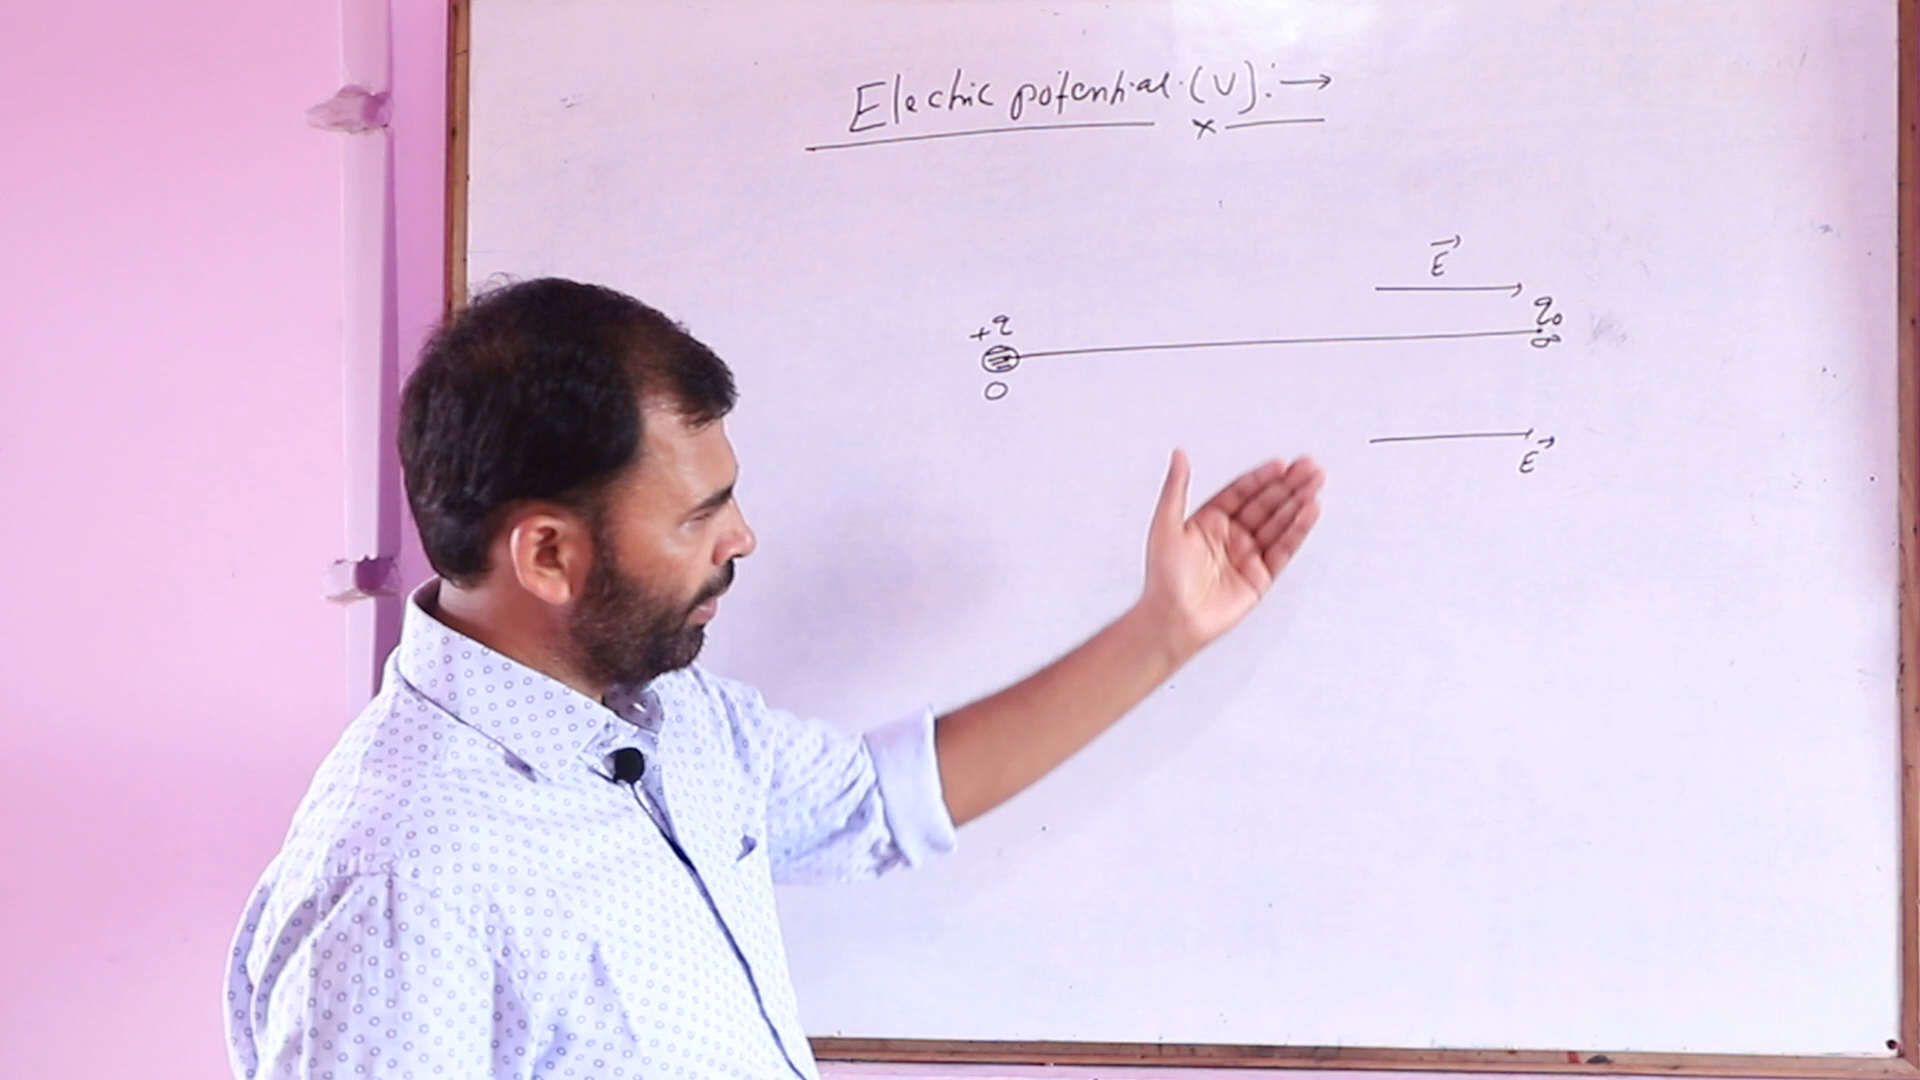 Electric potential (V): →
E→
+q
q₀
∞
O
E→